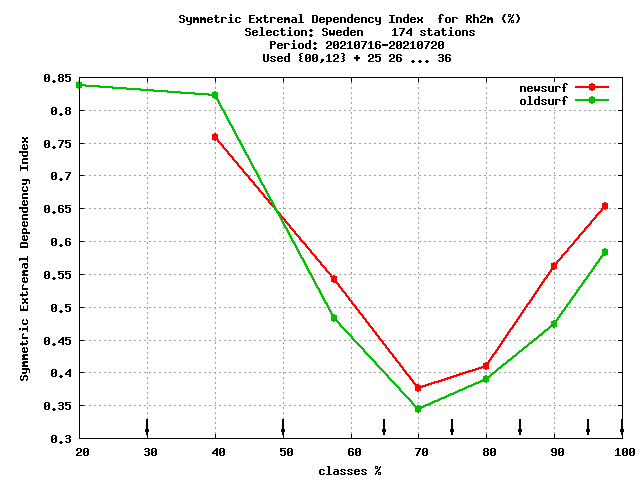 Symmetric Extremal Dependency Index  for Rh2m (%)
Selection: Sweden    174 stations
Period: 20210716-20210720
Used {00,12} + 25 26 ... 36
newsurf
oldsurf
0.85
0.8
0.75
0.7
0.65
0.6
0.55
0.5
0.45
0.4
0.35
0.3
Symmetric Extremal Dependency Index
20 30 40 50 60 70 80 90 100
classes %